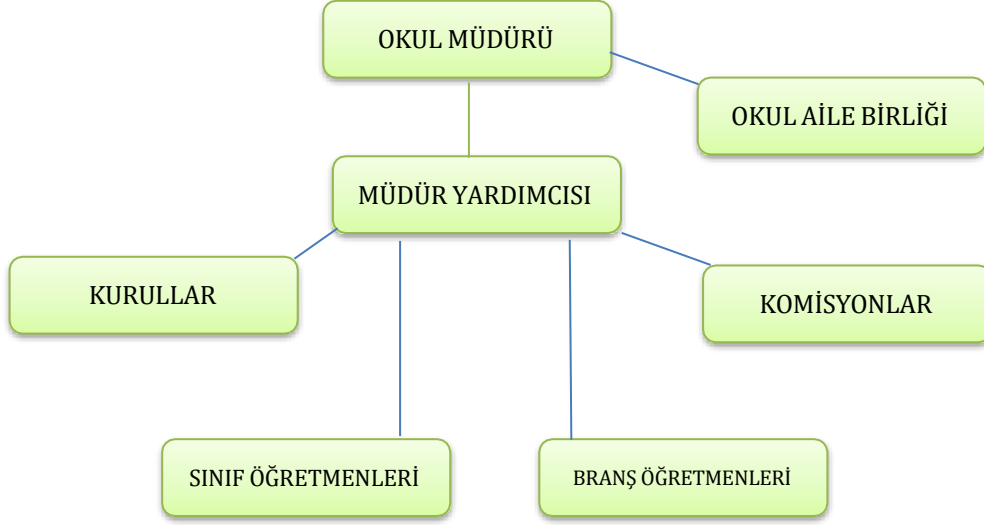 OKUL MÜDÜRÜ
OKUL AİLE BİRLİĞİ
MÜDÜR YARDIMCISI
KURULLAR
KOMİSYONLAR
SINIF ÖĞRETMENLERİ
BRANŞ ÖĞRETMENLERİ